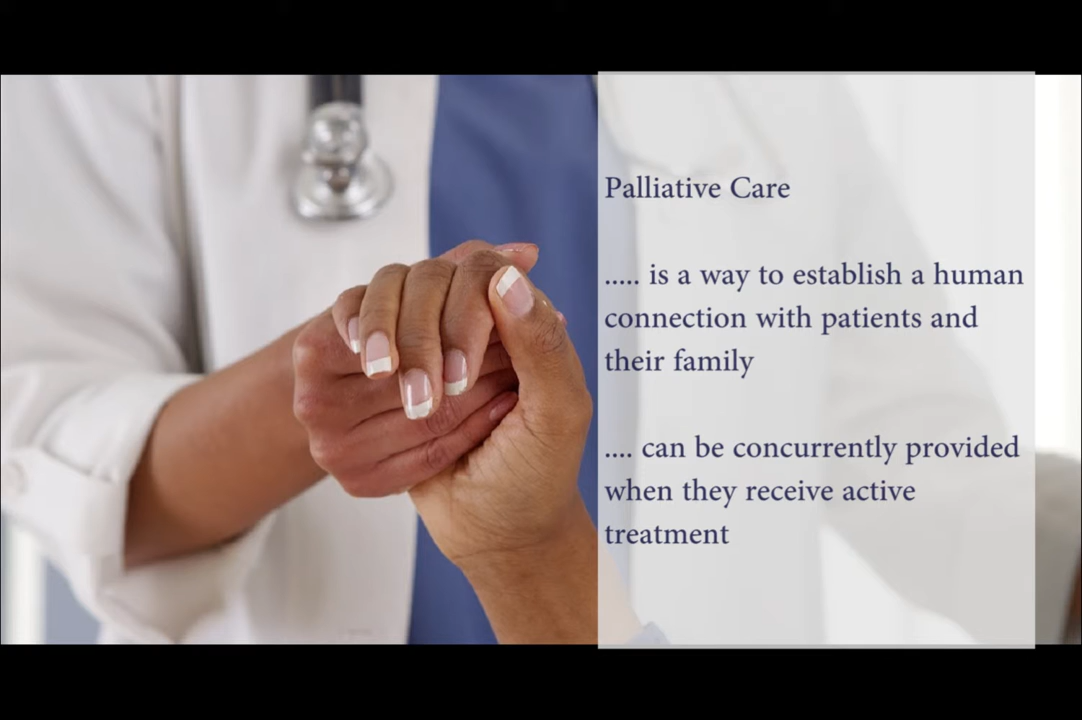 Palliative Care
..... is a way to establish a human
connection with patients and
their family
.... can be concurrently provided
when they receive active
treatment